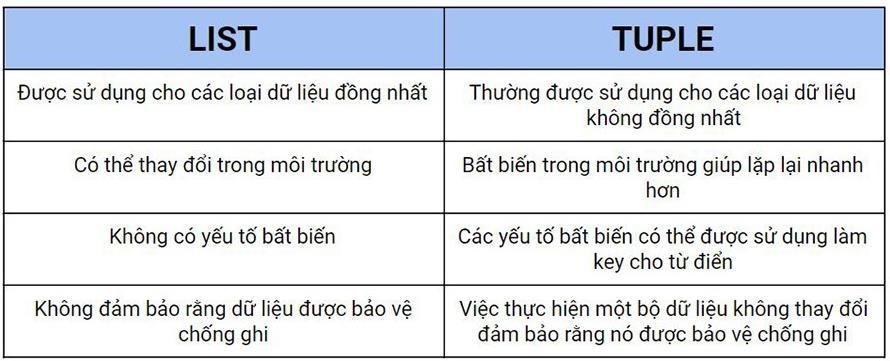 LIST
TUPLE
Được sử dụng cho các loại dữ liệu đồng nhất
Thường được sử dụng cho các loại dữ liệu
không đồng nhất
Có thể thay đổi trong môi trường
Bất biến trong môi trường giúp lặp lại nhanh
hơn
Không có yếu tố bất biến
Các yếu tố bất biến có thể được sử dụng làm
key cho từ điển
Không đảm bảo rằng dữ liệu được bảo vệ
chống ghi
Việc thực hiện một bộ dữ liệu không thay đổi
đảm bảo rằng nó được bảo vệ chống ghi